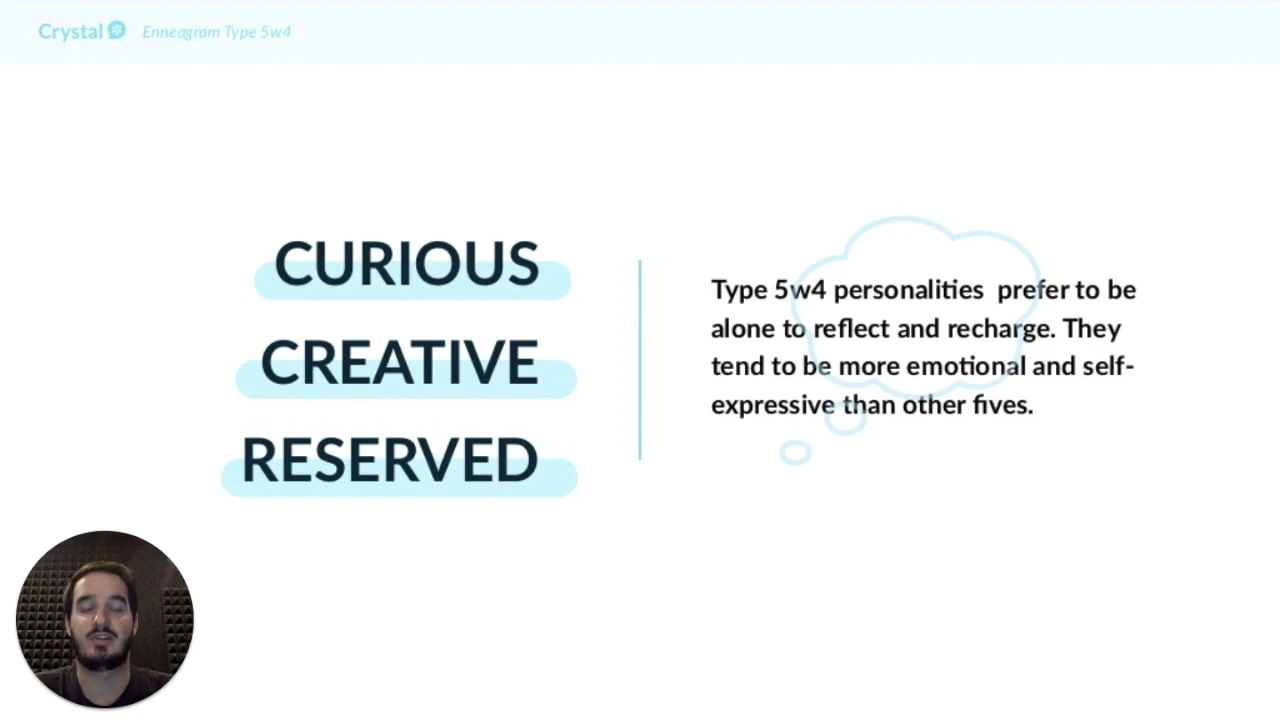 Crystal Enneagram Type 5w4
CURIOUS
CREATIVE
RESERVED
Type 5w4 personalities  prefer to be
alone to reflect and recharge. They
tend to be more emotional and self-
expressive than other fives.